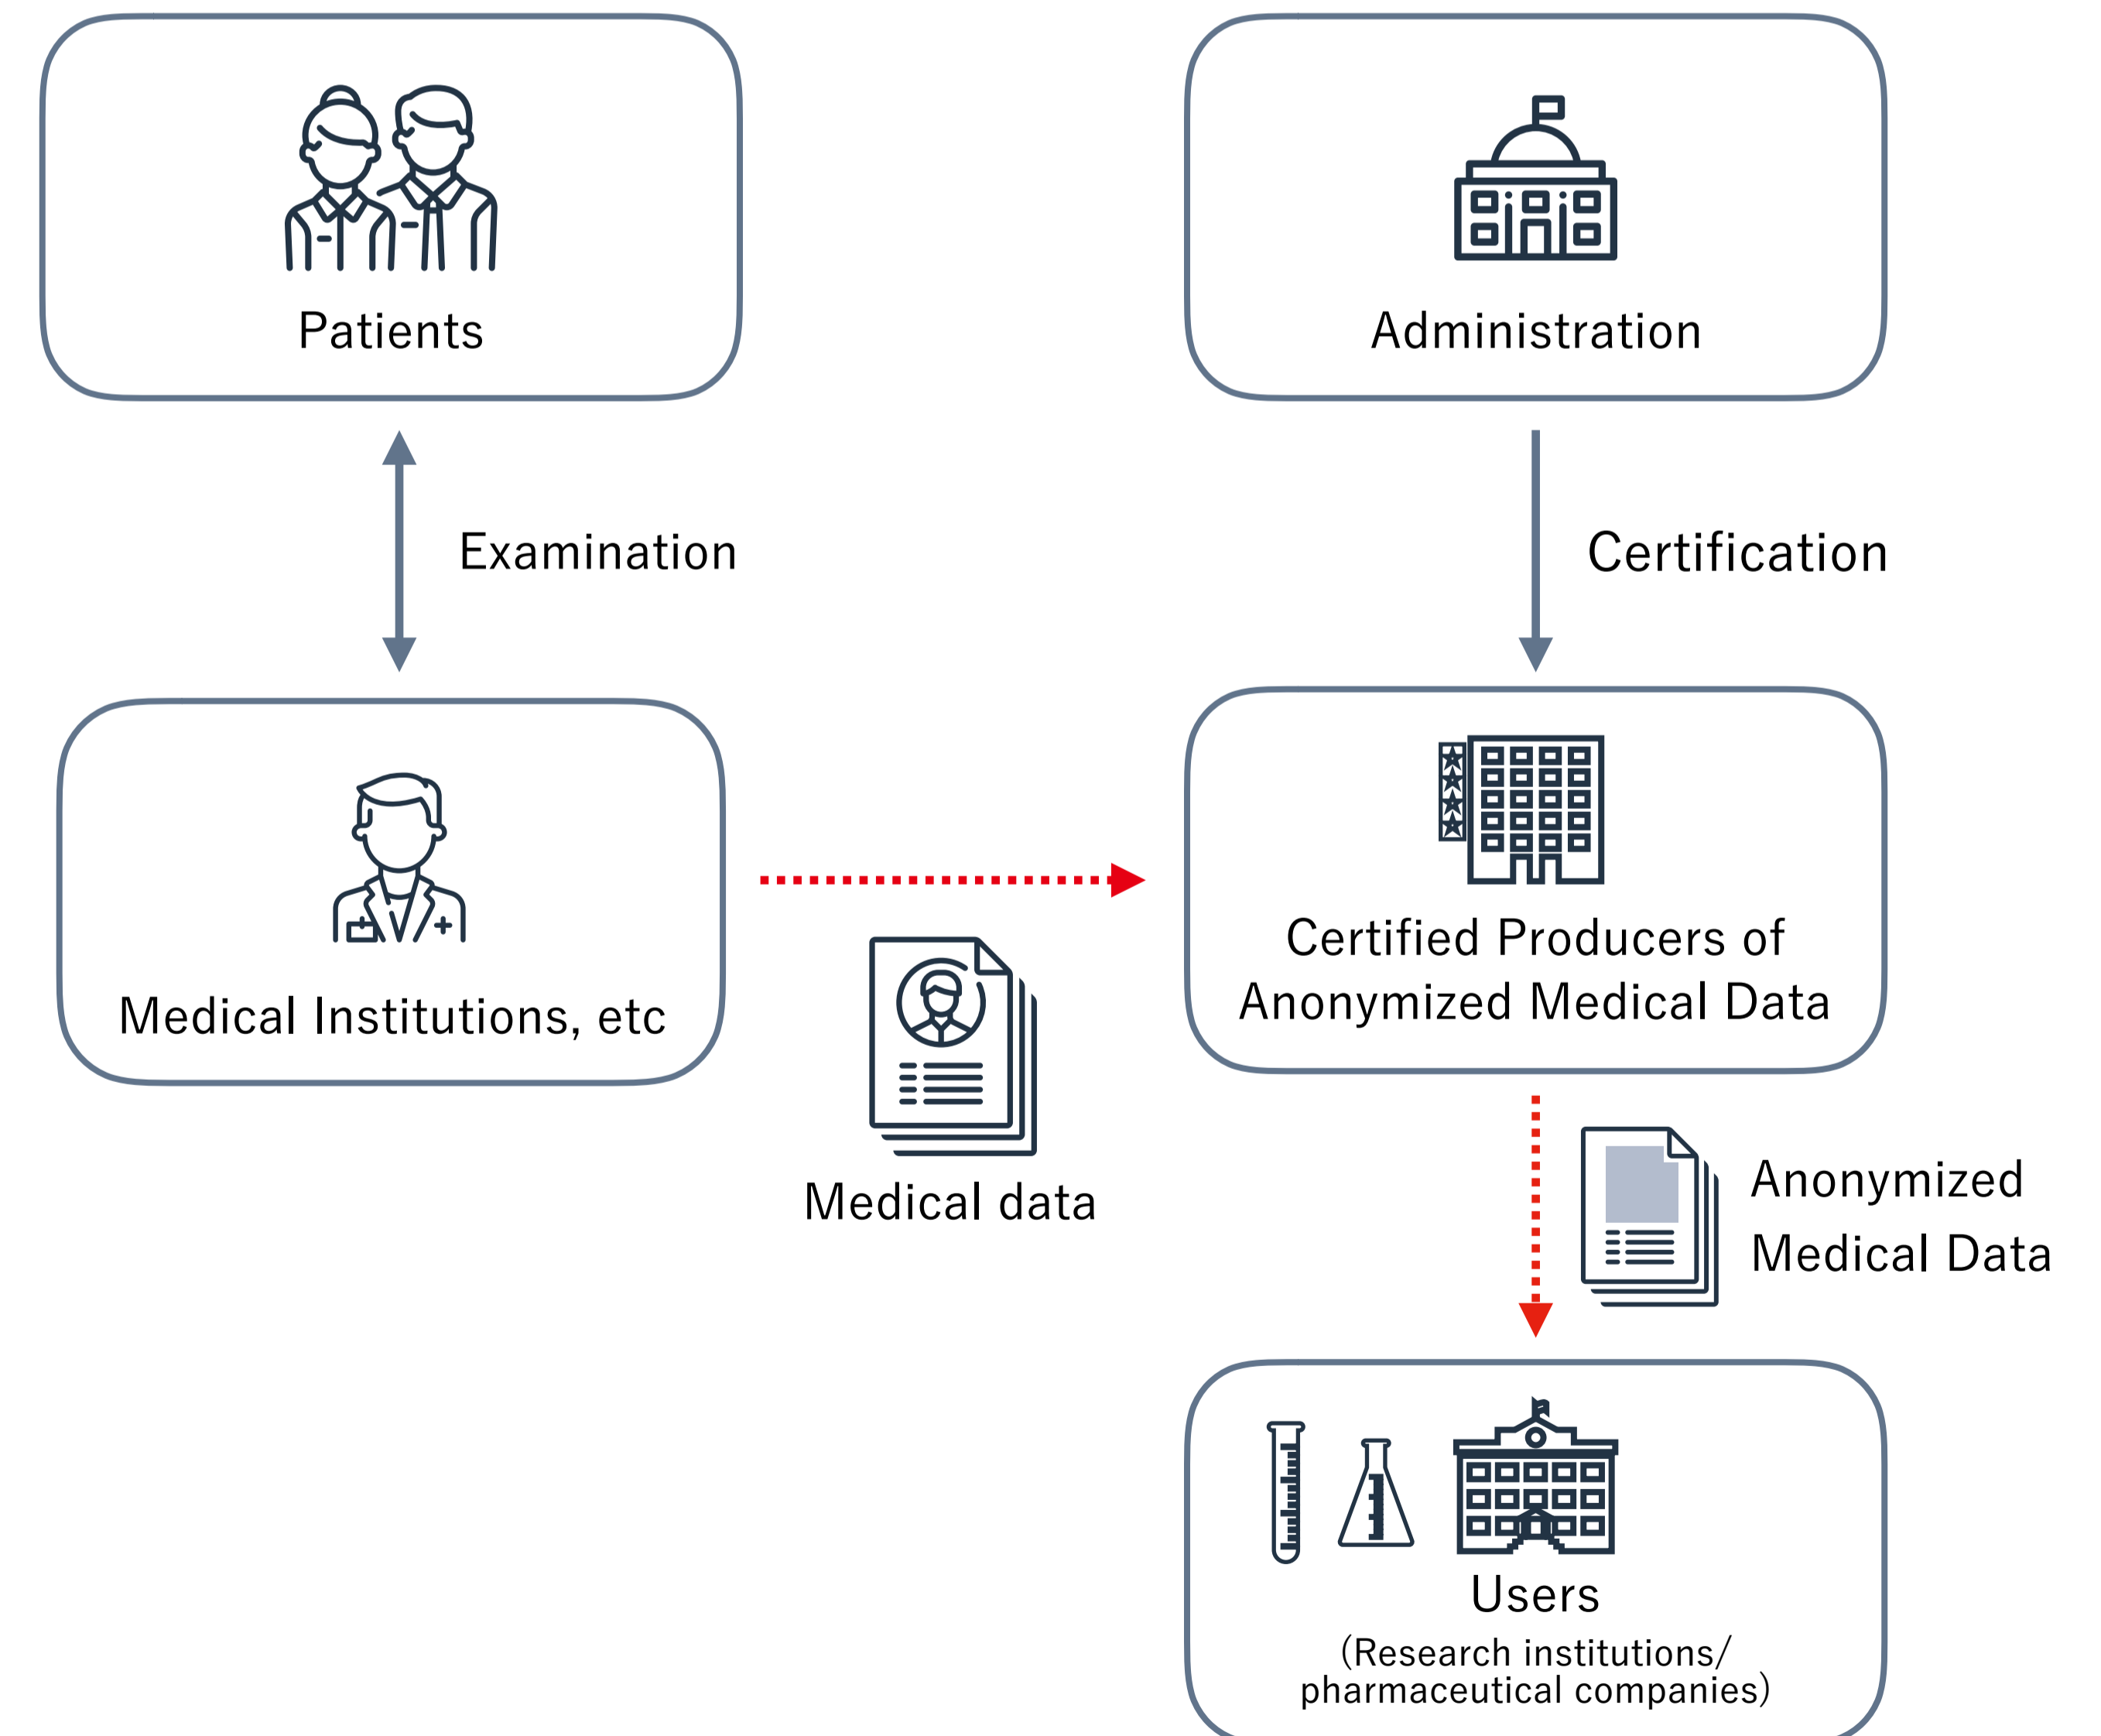 Patients
Administration
Examination
Certification
Medical Institutions, etc
Medical data
Certified Producers of
Anonymized Medical Data
Anonymized
Medical Data
Users
(Research institutions/
pharmaceutical companies)